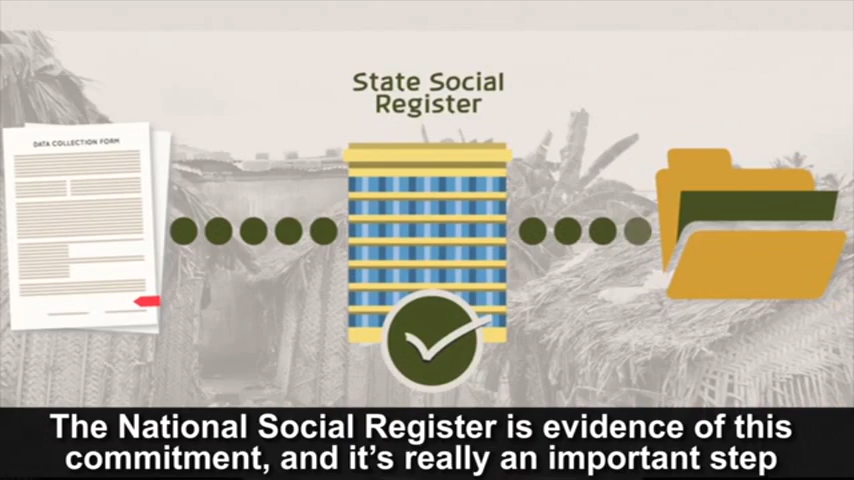 State Social
Register
DATA COLLECTION FORM
The National Social Register is evidence of this
commitment, and it's really an important step